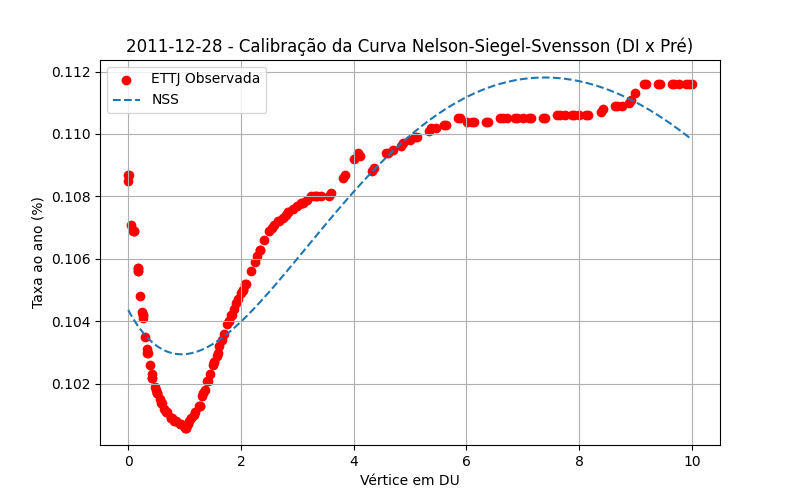 2011-12-28 - Calibração da Curva Nelson-Siegel-Svensson (DI x Pré)
ETTJ Observada
NSS
Taxa ao ano (%)
0.112
0.110
0.108
0.106
0.104
0.102
0 2 4 6 8 10
Vértice em DU